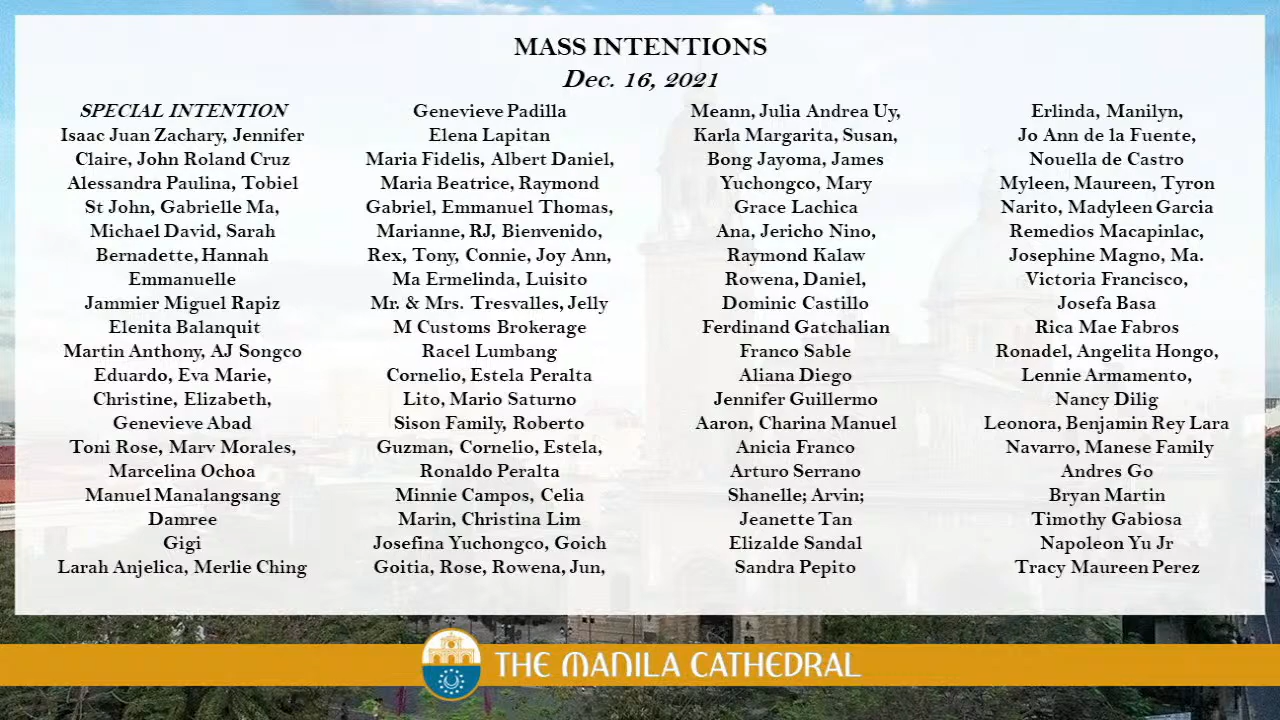 MASS INTENTIONS
Dec. 16, 2021
SPECIAL INTENTION
Isaac Juan Zachary, Jennifer
Claire, John Roland Cruz
Alessandra Paulina, Tobiel
St John, Gabrielle Ma,
Michael David, Sarah
Bernadette, Hannah
Emmanuelle
Jammier Miguel Rapiz
Elenita Balanquit
Martin Anthony, AJ Songco
Eduardo, Eva Marie,
Christine, Elizabeth,
Genevieve Abad
Toni Rose, Marv Morales,
Marcelina Ochoa
Manuel Manalangsang
Damree
Gigi
Larah Anjelica, Merlie Ching
Genevieve Padilla
Elena Lapitan
Maria Fidelis, Albert Daniel,
Maria Beatrice, Raymond
Gabriel, Emmanuel Thomas,
Marianne, RJ, Bienvenido,
Rex, Tony, Connie, Joy Ann,
Ma Ermelinda, Luisito
Mr. & Mrs. Tresvalles, Jelly
M Customs Brokerage
Racel Lumbang
Cornelio, Estela Peralta
Lito, Mario Saturno
Sison Family, Roberto
Guzman, Cornelio, Estela,
Ronaldo Peralta
Minnie Campos, Celia
Marin, Christina Lim
Josefina Yuchongco, Goich
Goitia, Rose, Rowena, Jun,
Meann, Julia Andrea Uy,
Karla Margarita, Susan,
Bong Jayoma, James
Yuchongco, Mary
Grace Lachica
Ana, Jericho Nino,
Raymond Kalaw
Rowena, Daniel,
Dominic Castillo
Ferdinand Gatchalian
Franco Sable
Aliana Diego
Jennifer Guillermo
Aaron, Charina Manuel
Anicia Franco
Arturo Serrano
Shanelle; Arvin;
Jeanette Tan
Elizalde Sandal
Sandra Pepito
Erlinda, Manilyn,
Jo Ann de la Fuente,
Nouella de Castro
Myleen, Maureen, Tyron
Narito, Madyleen Garcia
Remedios Macapinlac,
Josephine Magno, Ma.
Victoria Francisco,
Josefa Basa
Rica Mae Fabros
Ronadel, Angelita Hongo,
Lennie Armamento,
Nancy Dilig
Leonora, Benjamin Rey Lara
Navarro, Manese Family
Andres Go
Bryan Martin
Timothy Gabiosa
Napoleon Yu Jr
Tracy Maureen Perez
THE MANILA CATHEDRAL